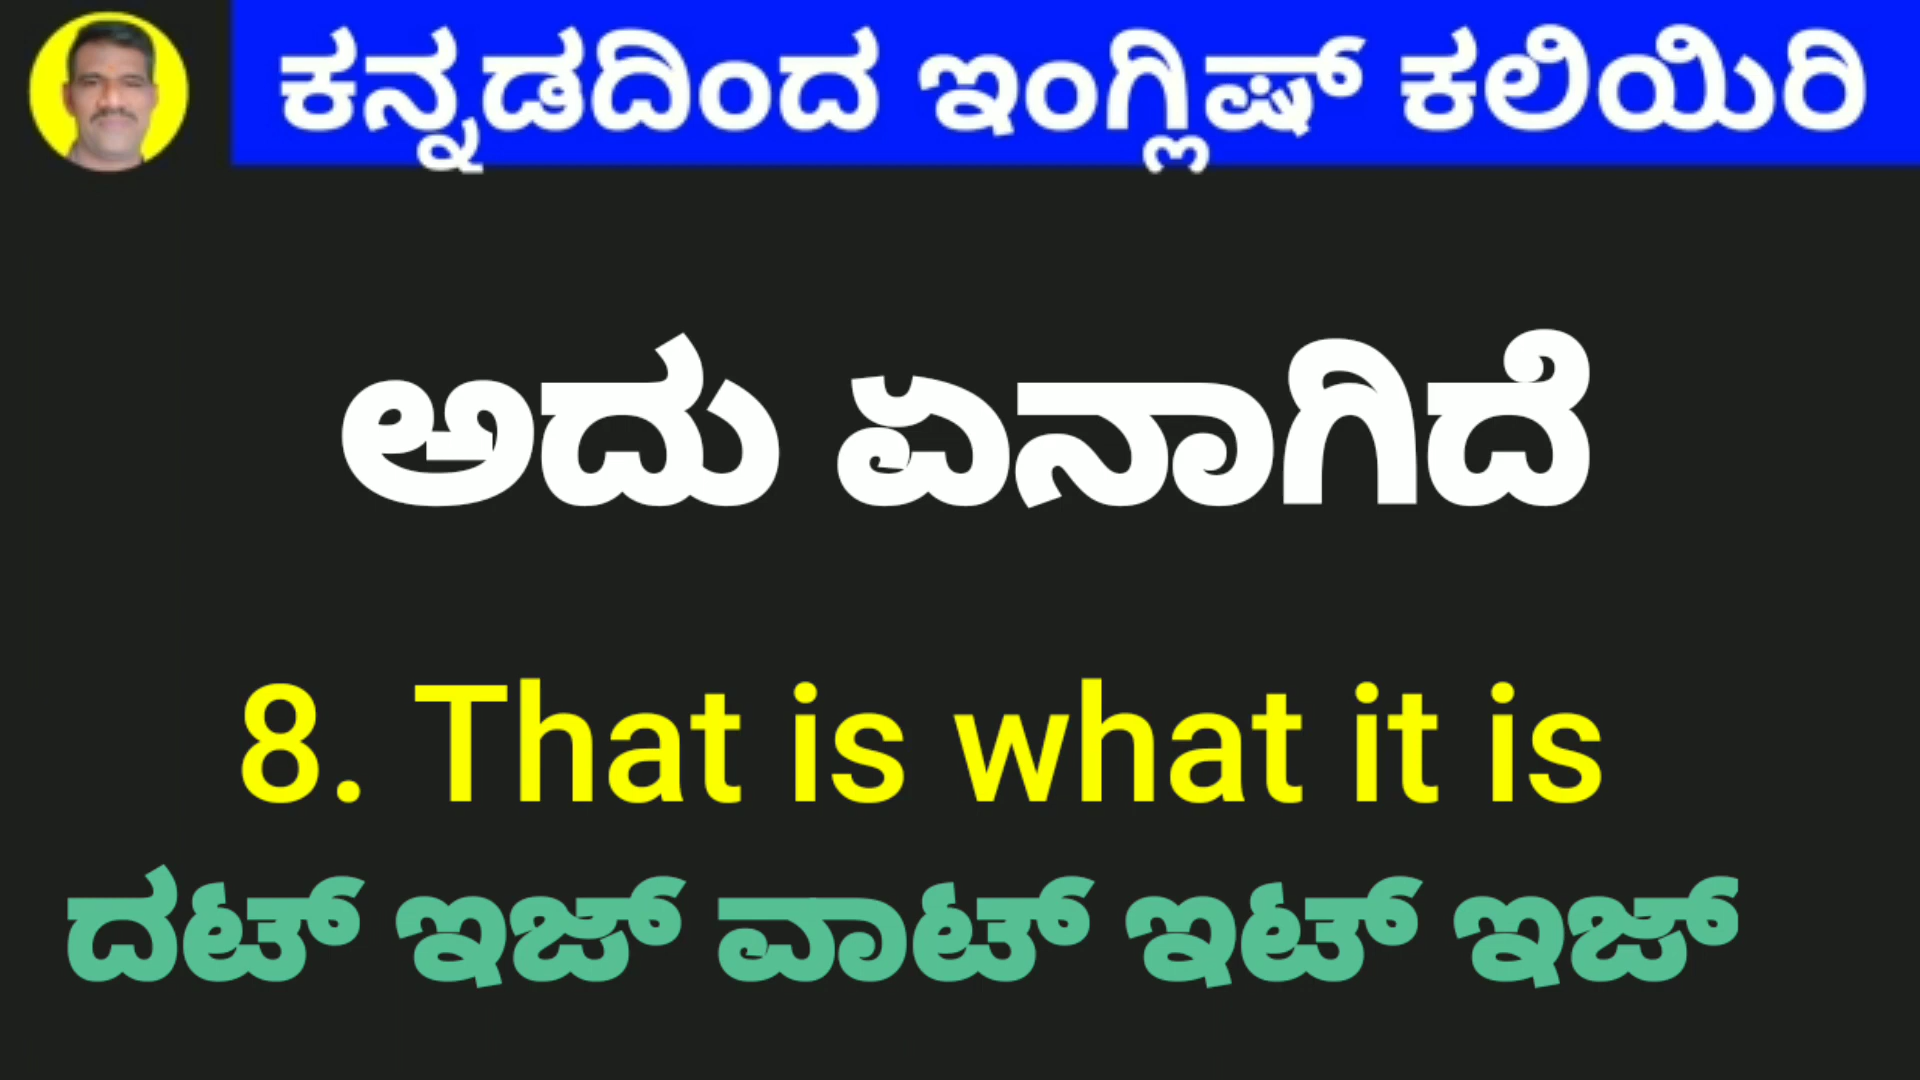 ಕನ್ನಡದಿಂದ ಇಂಗ್ಲಿಷ್ ಕಲಿಯಿರಿ
ಅದು ಏನಾಗಿದೆ
8. That is what it is
ದಟ್ ಇಜ್ ವಾಟ್ ಇಟ್ ಇಜ್